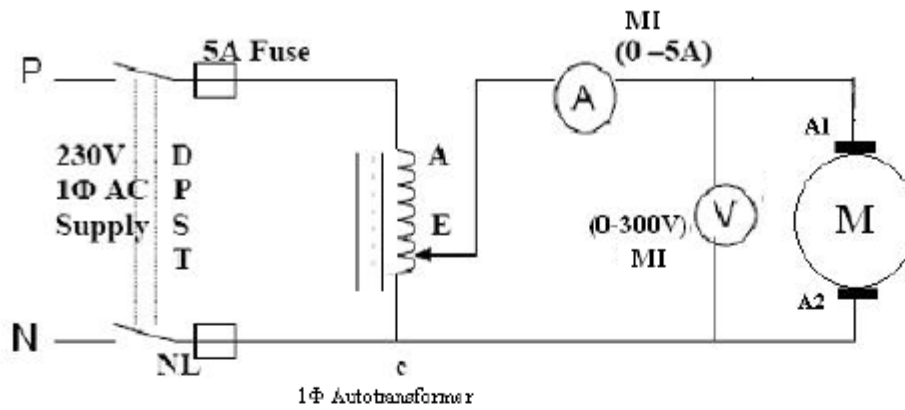 MI
(0 –5A)
5A Fuse
P
A
A1
230V
1Φ AC
Supply
D
P
S
T
A
E
V
(0-300V)
MI
M
A2
N
NL
c
1Φ Autotransformer